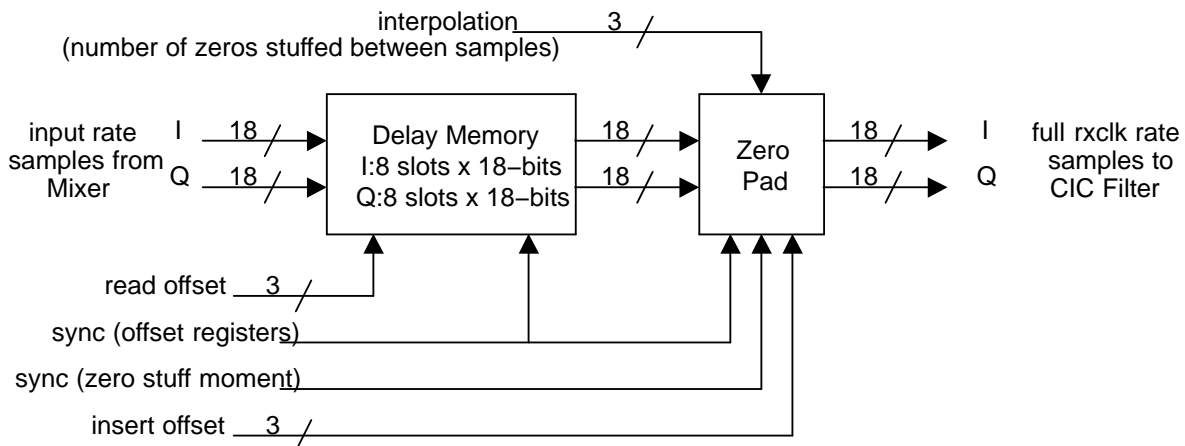 interpolation 3
(number of zeros stuffed between samples)
input rate
samples from
Mixer
I 18
Q 18
Delay Memory
I:8 slots x 18−bits
Q:8 slots x 18−bits
18
18
Zero
Pad
18 I
18 Q
full rxclk rate
samples to
CIC Filter
read offset 3
sync (offset registers)
sync (zero stuff moment)
insert offset 3